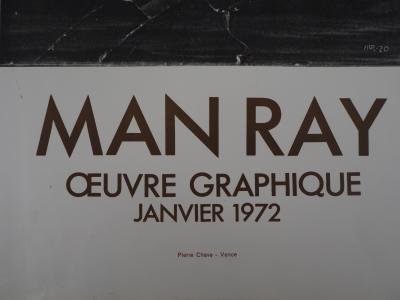 MAN RAY
ŒUVRE GRAPHIQUE
JANVIER 1972
Pierre Chave - Vence